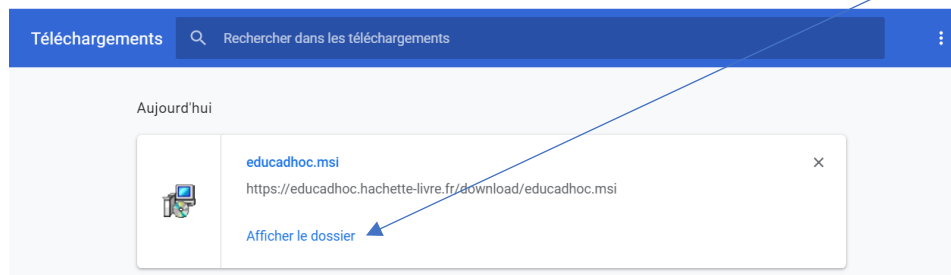 Téléchargements Rechercher dans les téléchargements
Aujourd'hui
educadhoc.msi
https://educadhoc.hachette-livre.fr/download/educadhoc.msi
Afficher le dossier